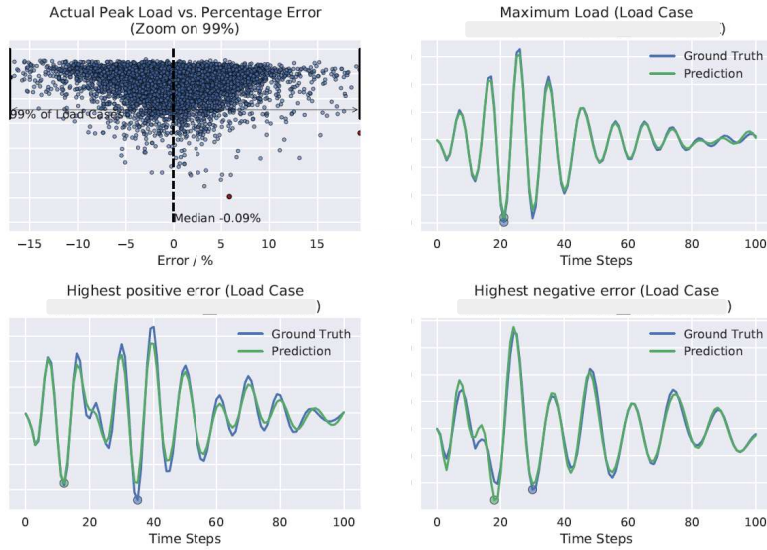 Actual Peak Load vs. Percentage Error
(Zoom on 99%)
99% of Load Cases
Median -0.09%
−15 −10 −5 0 5 10 15
Error / %
Maximum Load (Load Case
)
Ground Truth
Prediction
0 20 40 60 80 100
Time Steps
Highest positive error (Load Case
)
Ground Truth
Prediction
0 20 40 60 80 100
Time Steps
Highest negative error (Load Case
)
Ground Truth
Prediction
0 20 40 60 80 100
Time Steps